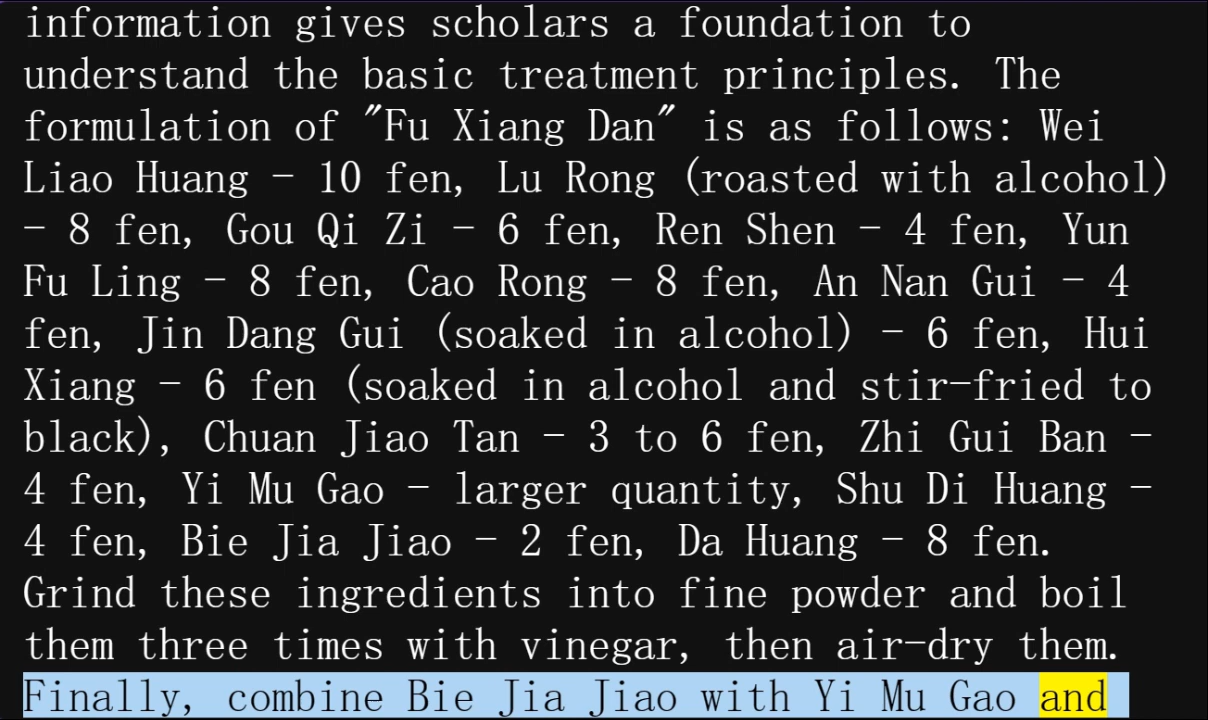 information gives scholars a foundation to
understand the basic treatment principles. The
formulation of "Fu Xiang Dan" is as follows: Wei
Liao Huang - 10 fen, Lu Rong (roasted with alcohol)
- 8 fen, Gou Qi Zi - 6 fen, Ren Shen - 4 fen, Yun
Fu Ling - 8 fen, Cao Rong - 8 fen, An Nan Gui - 4
fen, Jin Dang Gui (soaked in alcohol) - 6 fen, Hui
Xiang - 6 fen (soaked in alcohol and stir-fried to
black), Chuan Jiao Tan - 3 to 6 fen, Zhi Gui Ban -
4 fen, Yi Mu Gao - larger quantity, Shu Di Huang -
4 fen, Bie Jia Jiao - 2 fen, Da Huang - 8 fen.
Grind these ingredients into fine powder and boil
them three times with vinegar, then air-dry them.
Finally, combine Bie Jia Jiao with Yi Mu Gao and